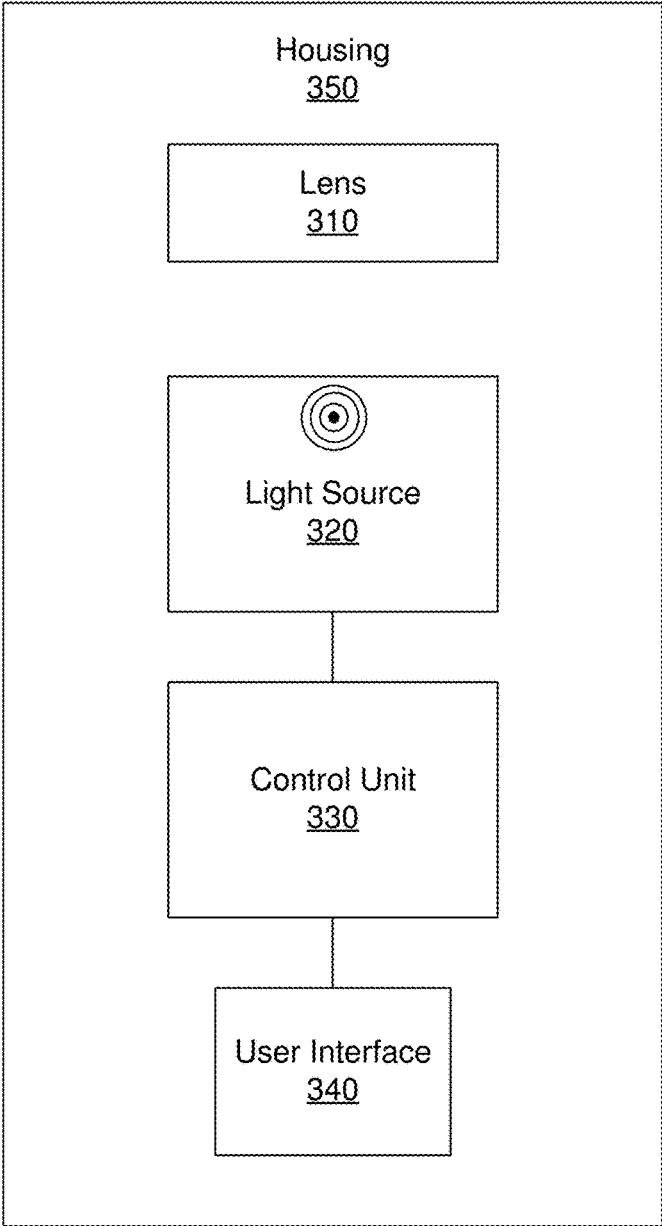 Housing
350
Lens
310
Light Source
320
Control Unit
330
User Interface
340